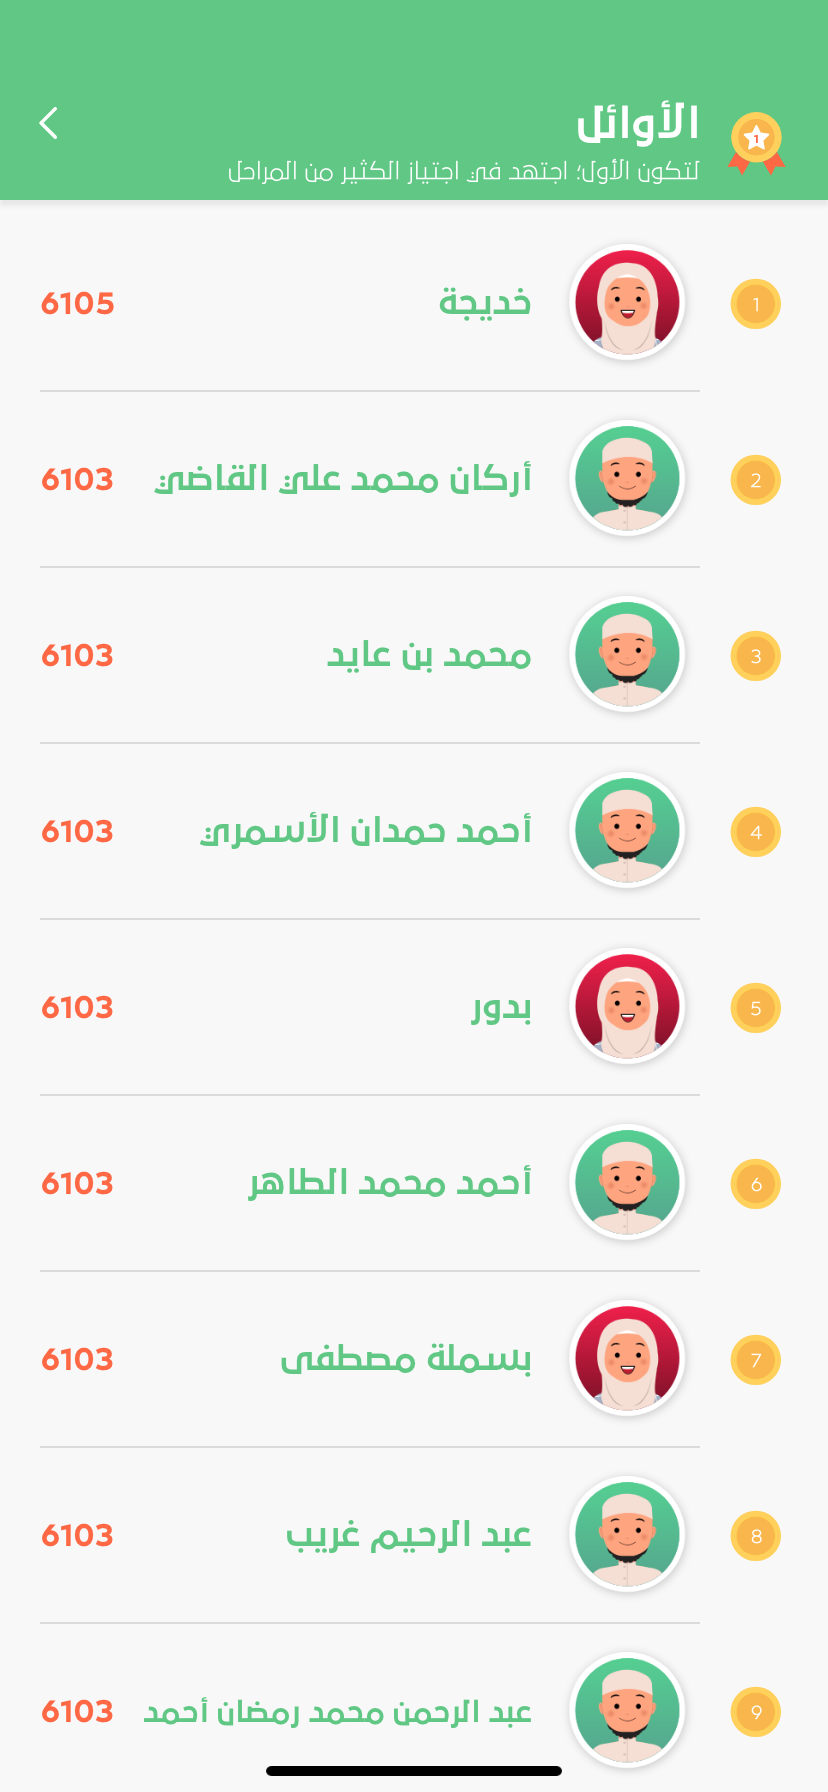 الأوائل
1
لتكون الأول؛ اجتهد في اجتياز الكثير من المراحل
1 خديجة 6105
2 أركان محمد علي القاضي 6103
3 محمد بن عايد 6103
4 أحمد حمدان الأسمري 6103
5 بدور 6103
6 أحمد محمد الطاهر 6103
7 بسملة مصطفى 6103
8 عبد الرحيم غريب 6103
9 عبد الرحمن محمد رمضان أحمد 6103